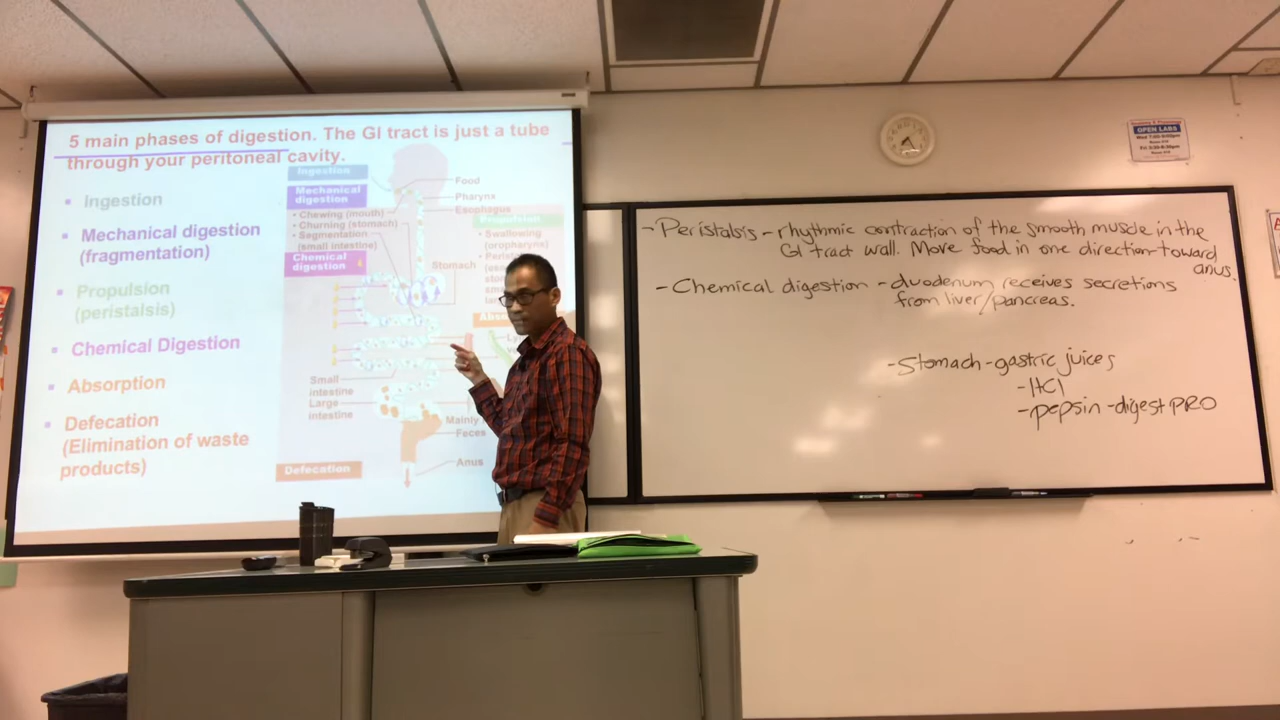 5 main phases of digestion. The GI tract is just a tube
through your peritoneal cavity.
Ingestion
Mechanical digestion
(fragmentation)
Propulsion
(peristalsis)
Chemical Digestion
Absorption
Defecation
(Elimination of waste
products)
Ingestion
Mechanical
digestion
• Chewing (mouth)
• Churning (stomach)
• Segmentation
(small intestine)
Chemical
digestion
Food
Pharynx
Esophagus
Propulsion
• Swallowing
(oropharynx)
Stomach
Small
intestine
Large
intestine
Mainly
Feces
Anus
Defecation
- Peristalsis - rhythmic contraction of the smooth muscle in the
GI tract wall. Move food in one direction - toward
anus.
- Chemical digestion - duodenum receives secretions
from liver/pancreas.
- Stomach - gastric juices
- HCl
- pepsin - digest PRO
OPEN LABS